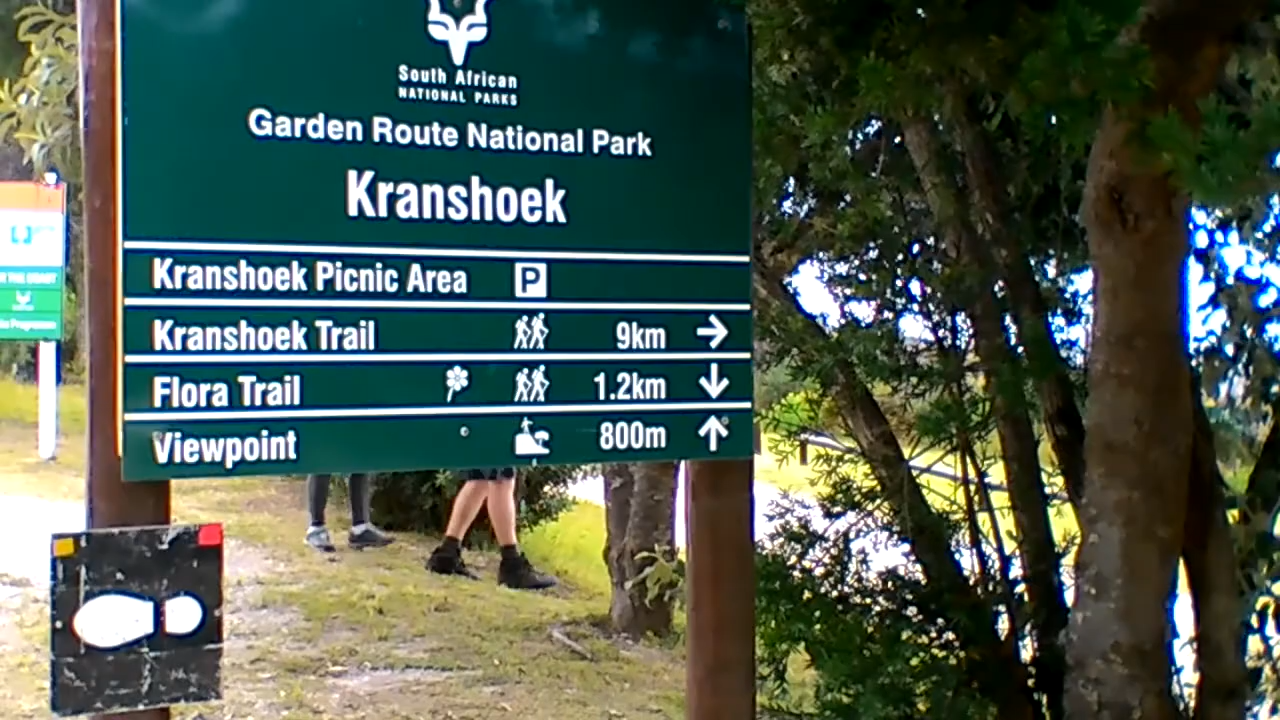 South African
NATIONAL PARKS
Garden Route National Park
Kranshoek
Kranshoek Picnic Area P
Kranshoek Trail 9km →
Flora Trail 1.2km ↓
Viewpoint 800m ↑